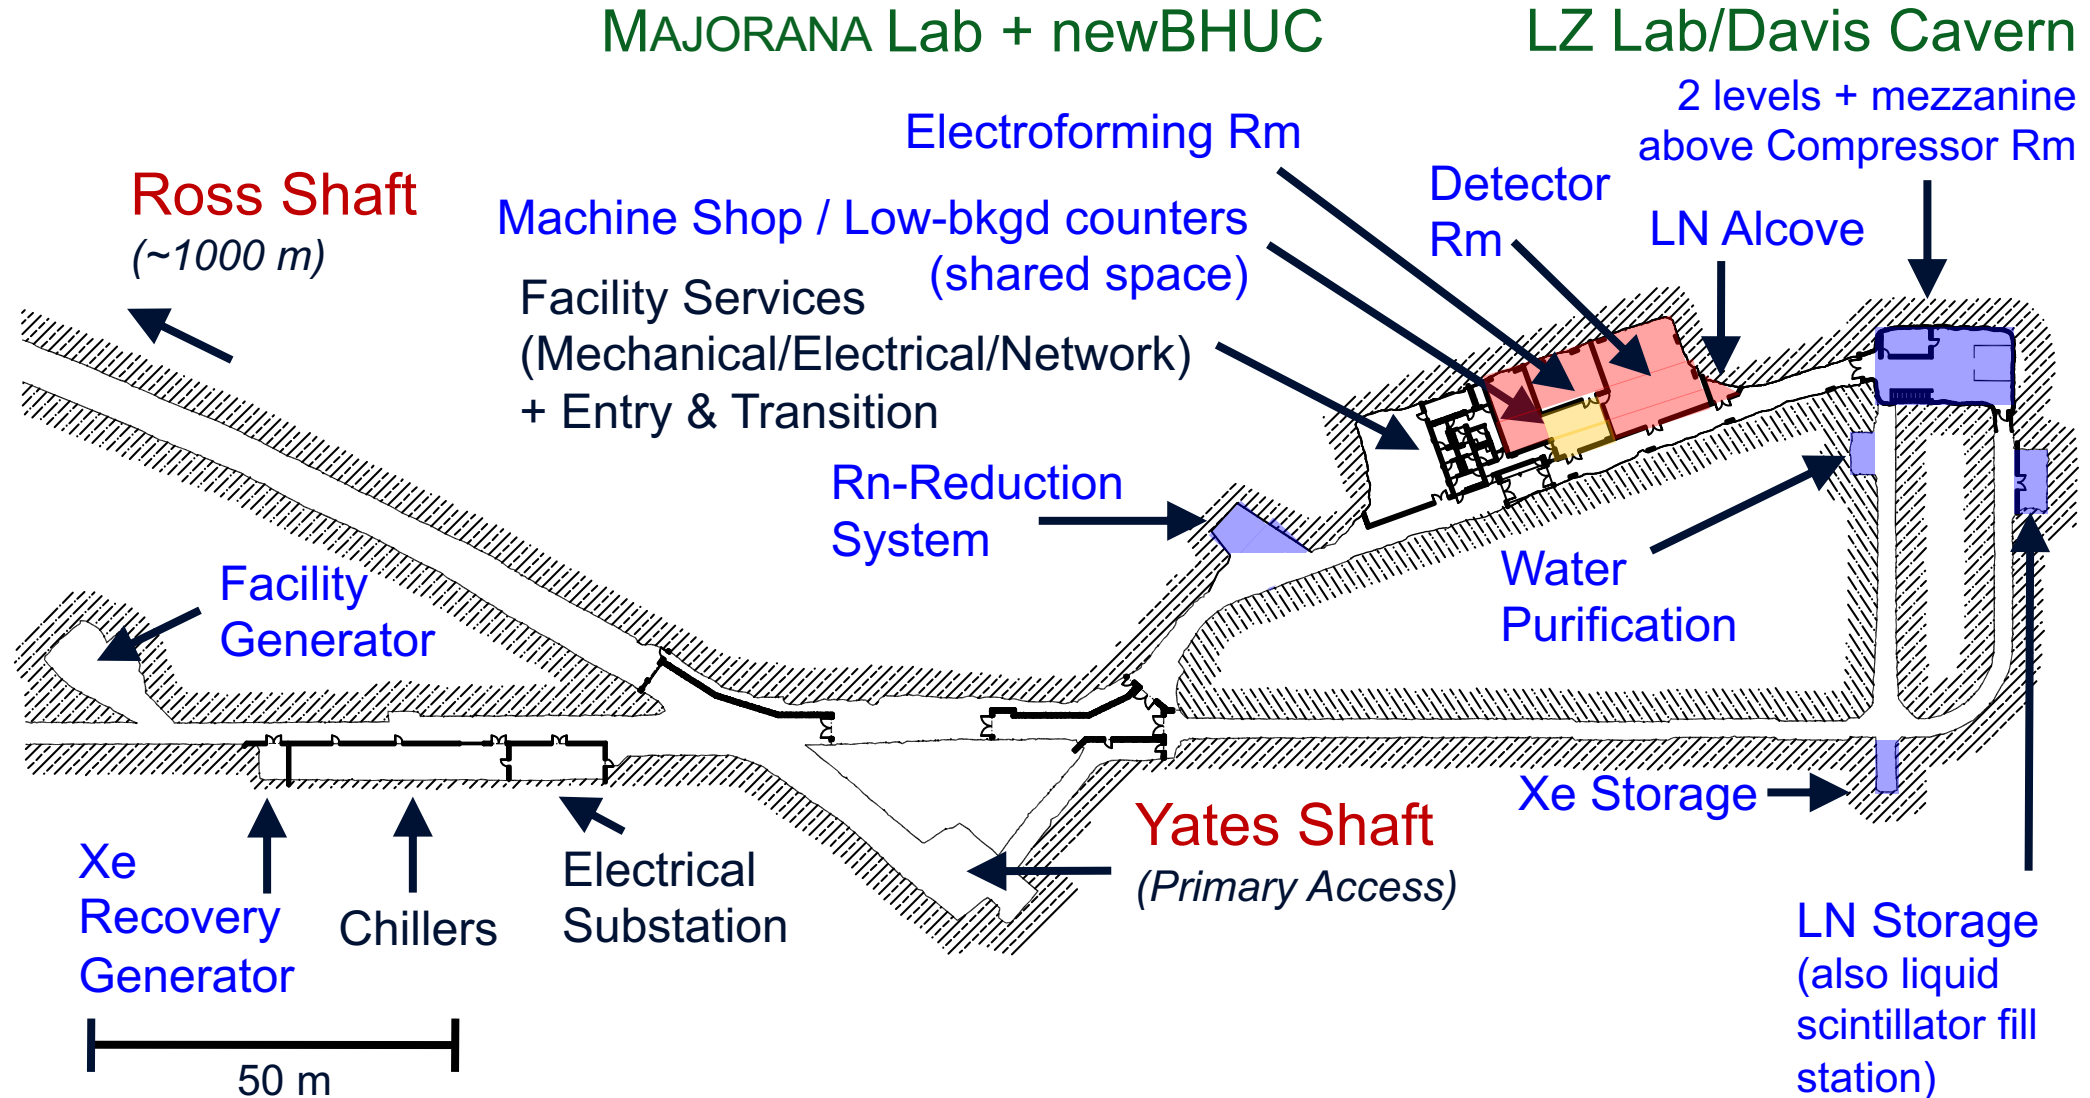 MAJORANA Lab + newBHUC
LZ Lab/Davis Cavern
2 levels + mezzanine
above Compressor Rm
Electroforming Rm
Ross Shaft
(~1000 m)
Machine Shop / Low-bkgd counters
(shared space)
Detector
Rm
LN Alcove
Facility Services
(Mechanical/Electrical/Network)
+ Entry & Transition
Rn-Reduction
System
Water
Purification
Facility
Generator
Xe Storage
Yates Shaft
(Primary Access)
Xe
Recovery
Generator
Chillers
Electrical
Substation
LN Storage
(also liquid
scintillator fill
station)
50 m